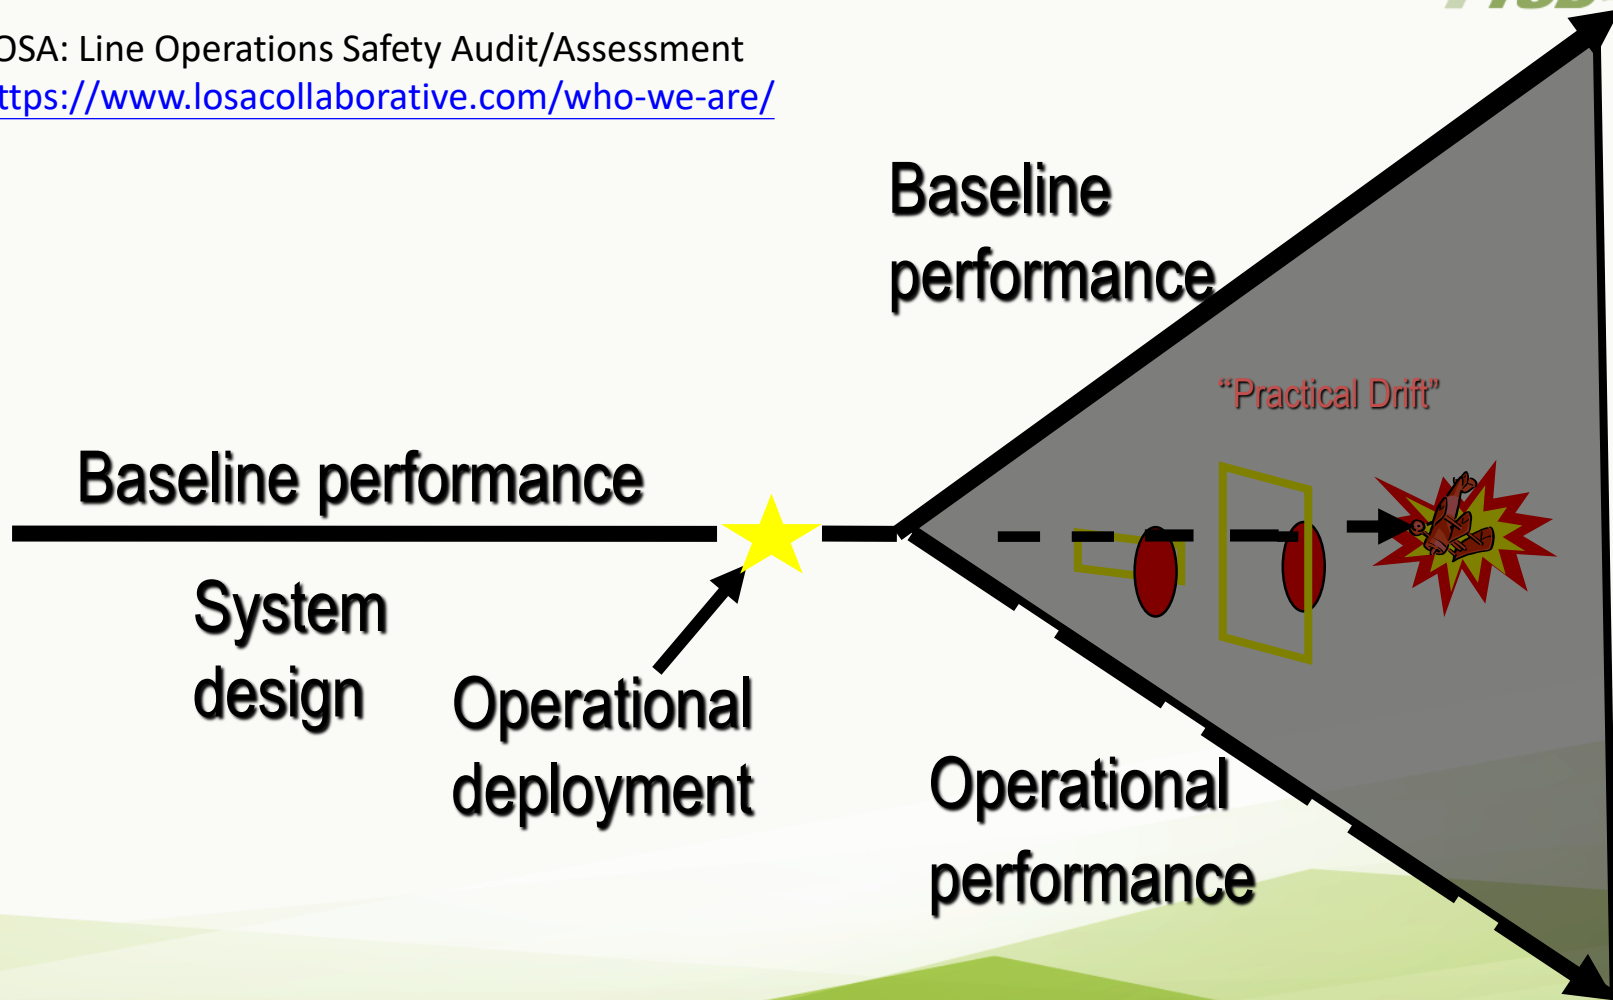 OSA: Line Operations Safety Audit/Assessment
ttps://www.losacollaborative.com/who-we-are/
Baseline
performance
“Practical Drift”
Baseline performance
System
design
Operational
deployment
Operational
performance